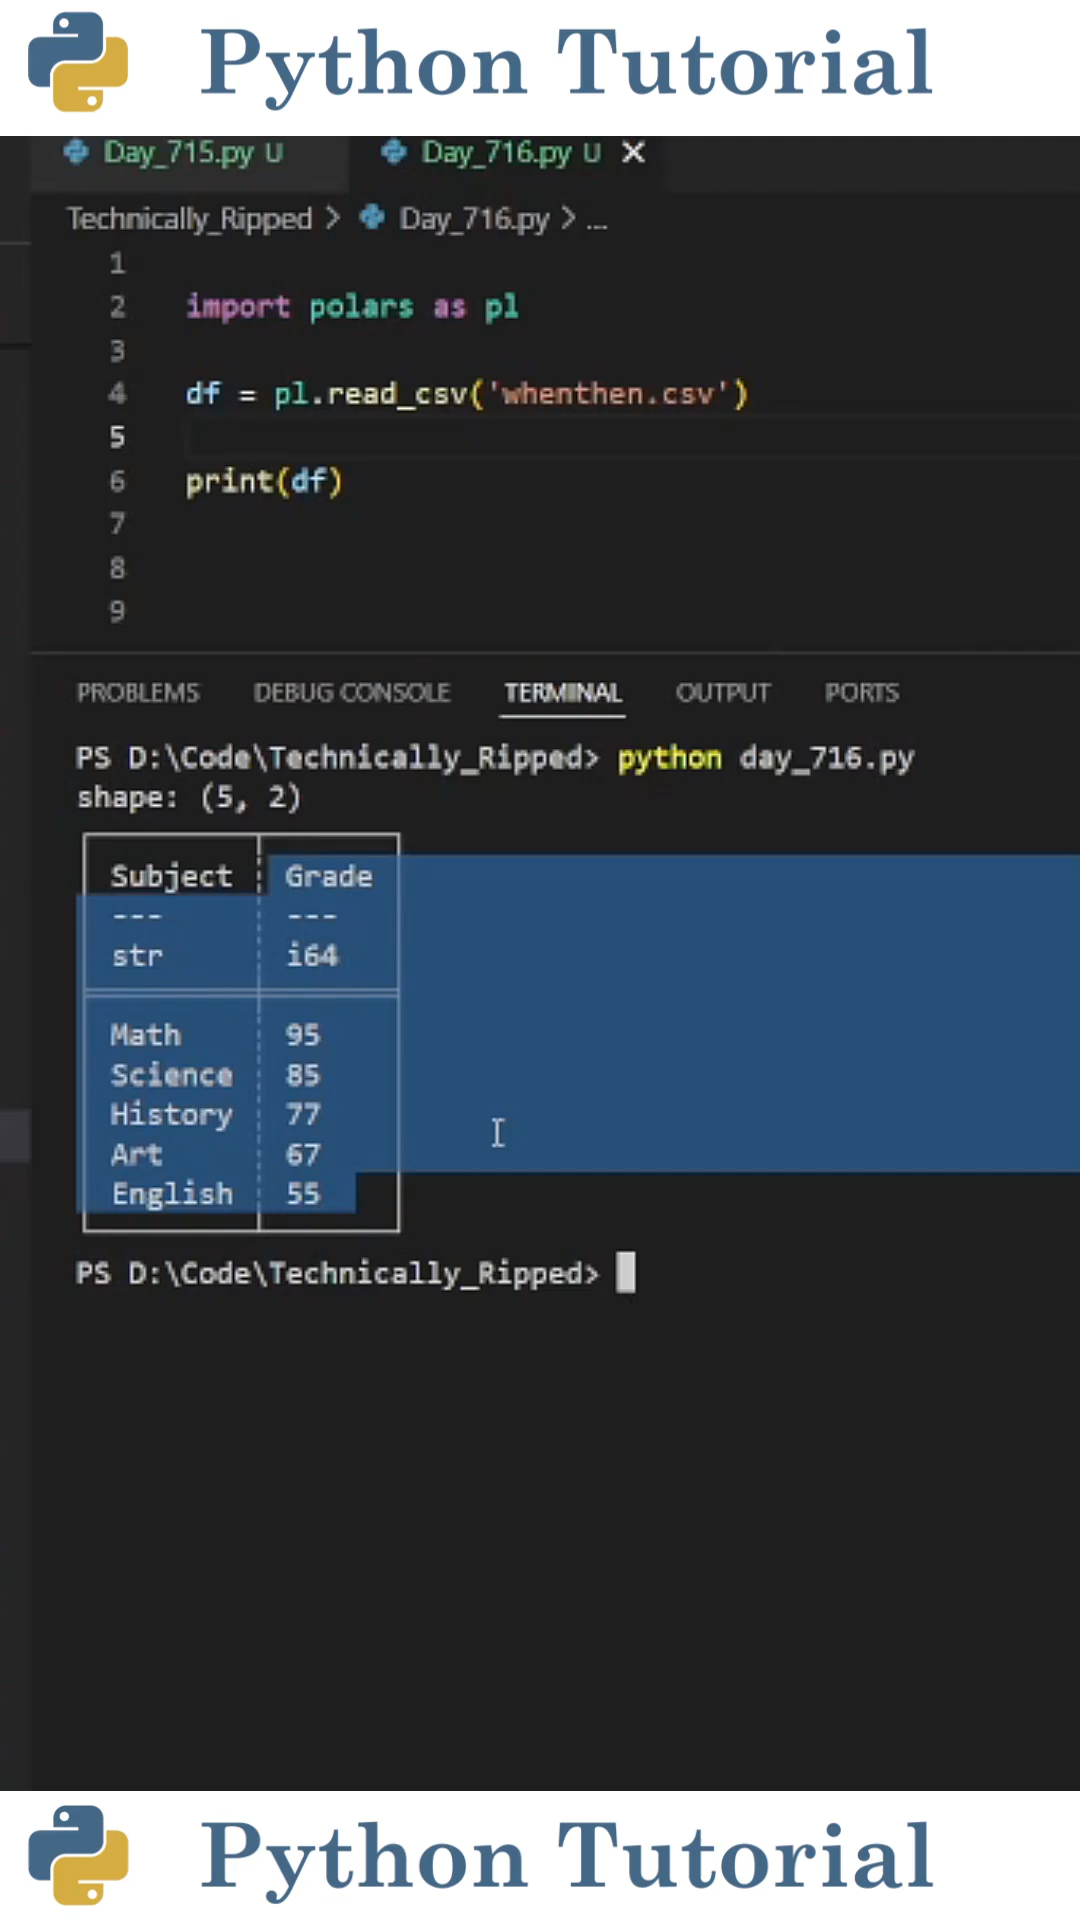 Python Tutorial
Day_715.py U Day_716.py U
Technically_Ripped > Day_716.py > ...
1
2 import polars as pl
3
4 df = pl.read_csv('whenthen.csv')
5
6 print(df)
7
8
9
PROBLEMS DEBUG CONSOLE TERMINAL OUTPUT PORTS
PS D:\Code\Technically_Ripped> python day_716.py
shape: (5, 2)
Subject Grade
--- ---
str i64
Math 95
Science 85
History 77
Art 67
English 55
PS D:\Code\Technically_Ripped>
Python Tutorial